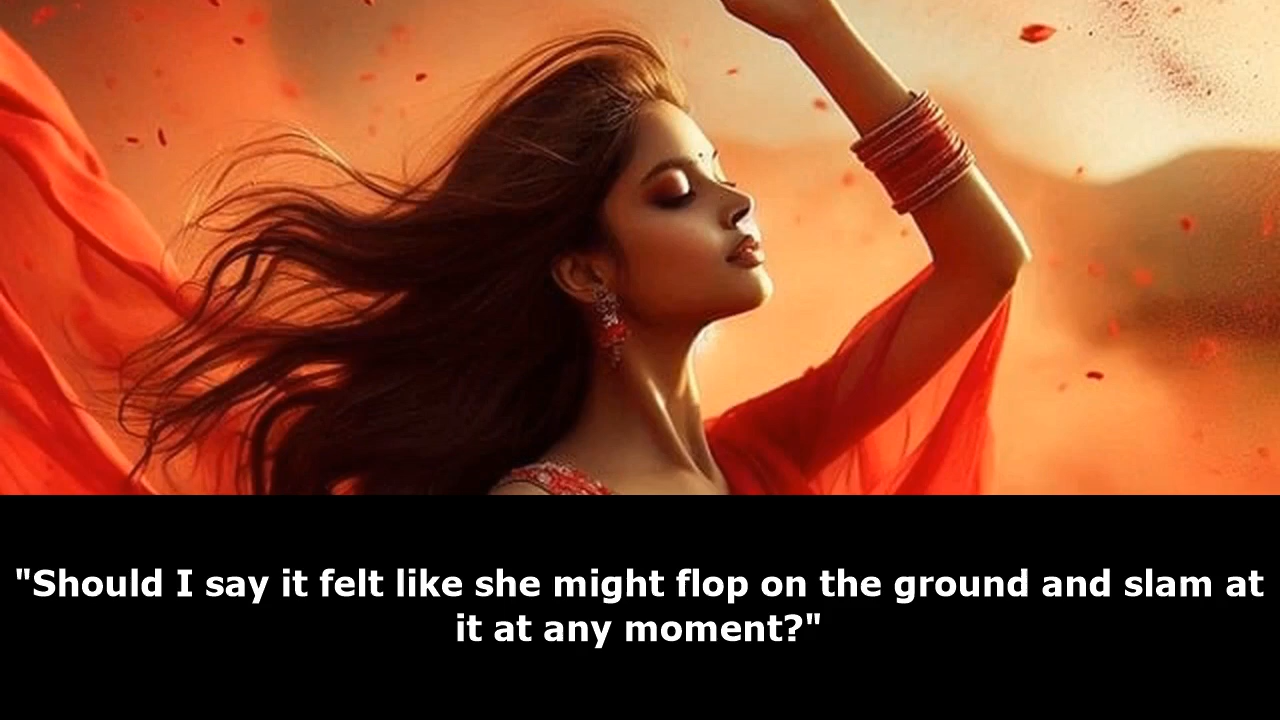 "Should I say it felt like she might flop on the ground and slam at
it at any moment?"